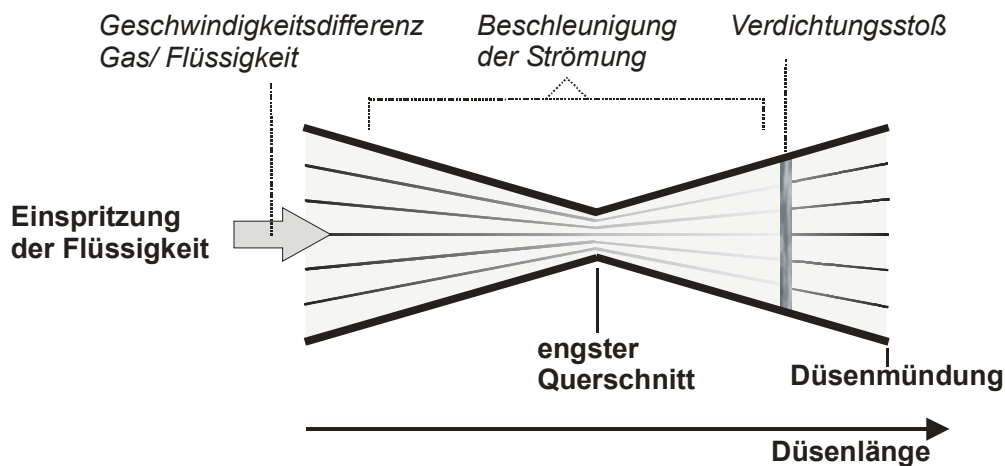 Geschwindigkeitsdifferenz
Gas/ Flüssigkeit
Beschleunigung
der Strömung
Verdichtungsstoß
Einspritzung
der Flüssigkeit
engster
Querschnitt
Düsenmündung
Düsenlänge